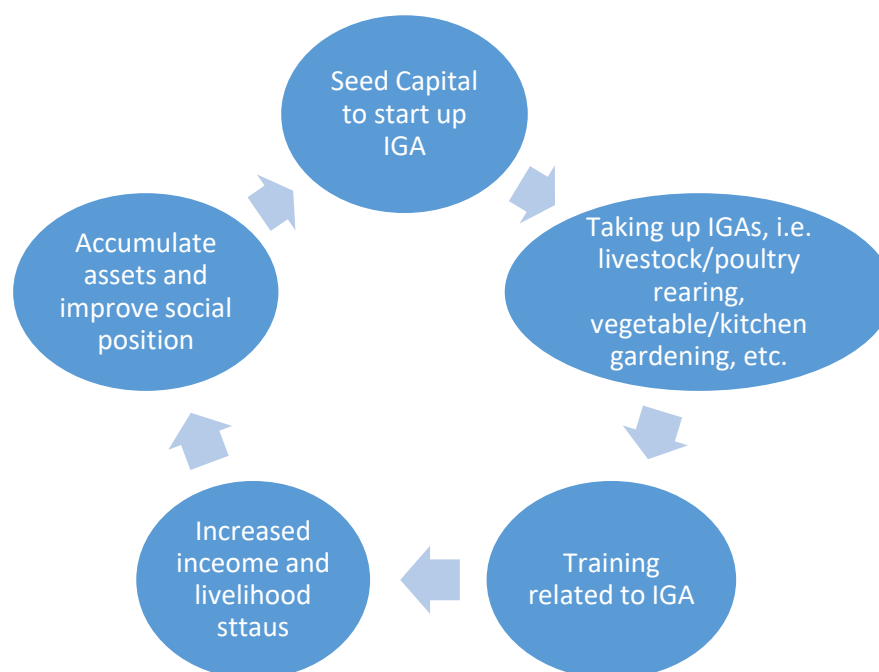 Seed Capital
to start up
IGA
Taking up IGAs, i.e.
livestock/poultry
rearing,
vegetable/kitchen
gardening, etc.
Training
related to IGA
Increased
inceome and
livelihood
sttaus
Accumulate
assets and
improve social
position